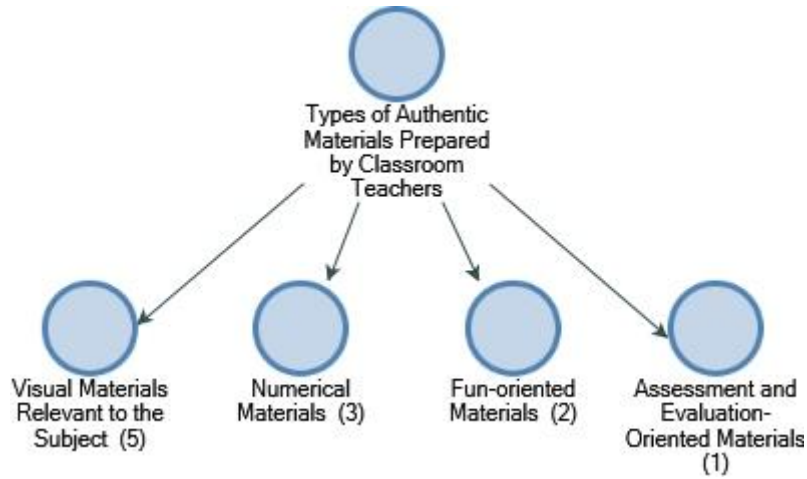 Types of Authentic
Materials Prepared
by Classroom
Teachers
Visual Materials
Relevant to the
Subject (5)
Numerical
Materials (3)
Fun-oriented
Materials (2)
Assessment and
Evaluation-
Oriented Materials
(1)